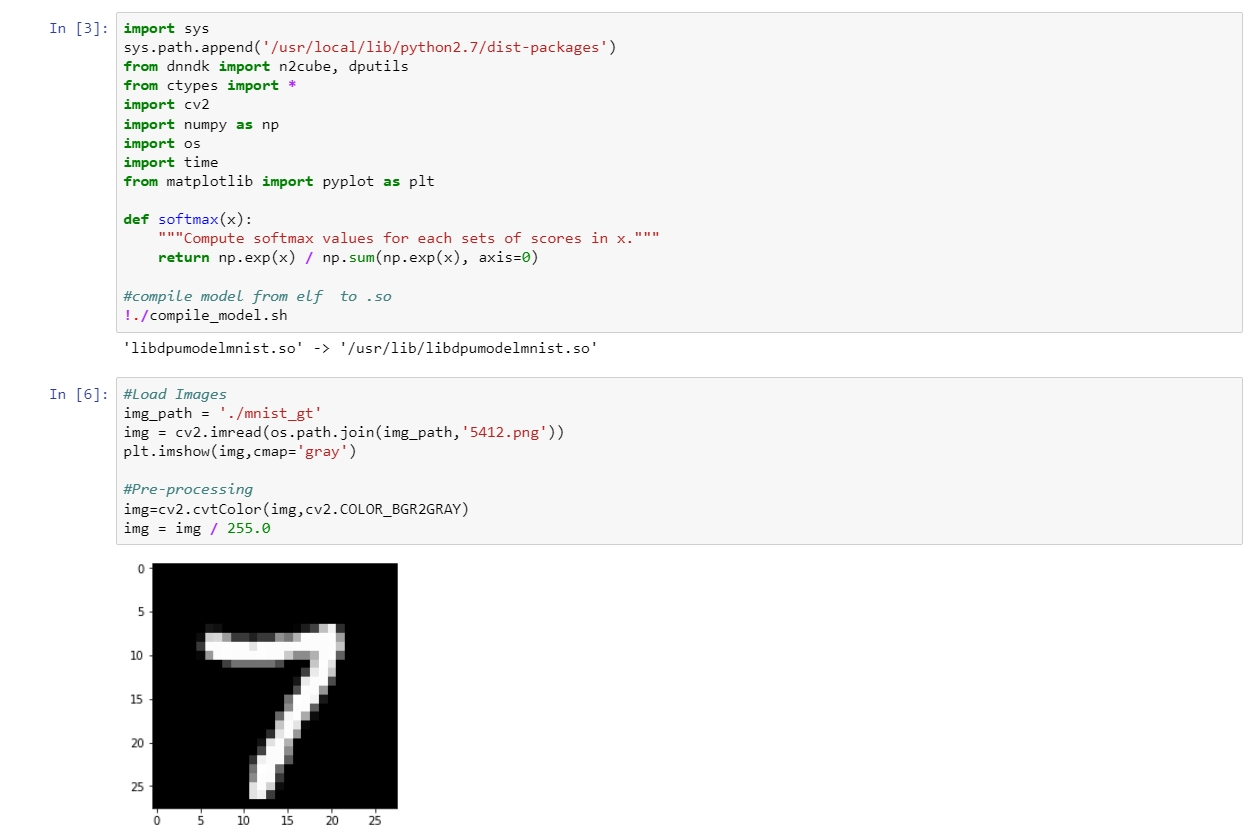 In [3]: import sys
sys.path.append('/usr/local/lib/python2.7/dist-packages')
from dnndk import n2cube, dputils
from ctypes import *
import cv2
import numpy as np
import os
import time
from matplotlib import pyplot as plt
def softmax(x):
"""Compute softmax values for each sets of scores in x."""
return np.exp(x) / np.sum(np.exp(x), axis=0)
#compile model from elf  to .so
!./compile_model.sh
'libdpumodelmnist.so' -> '/usr/lib/libdpumodelmnist.so'
In [6]: #Load Images
img_path = './mnist_gt'
img = cv2.imread(os.path.join(img_path,'5412.png'))
plt.imshow(img,cmap='gray')
#Pre-processing
img=cv2.cvtColor(img,cv2.COLOR_BGR2GRAY)
img = img / 255.0
0
5
10
15
20
25
7
0 5 10 15 20 25